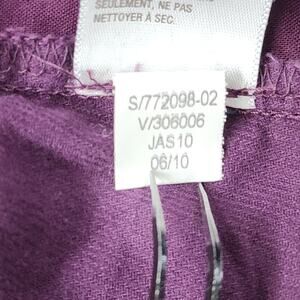 SEULEMENT, NE PAS
NETTOYER À SEC.
S/772098-02
V/306006
JAS10
06/10